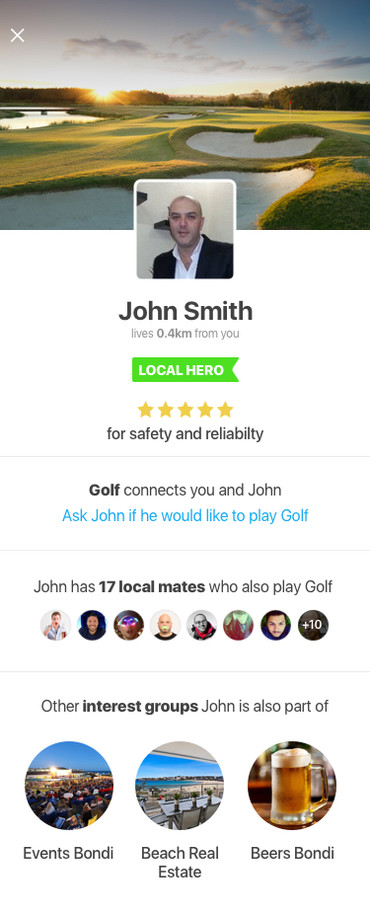 John Smith
lives 0.4km from you
LOCAL HERO
for safety and reliabilty
Golf connects you and John
Ask John if he would like to play Golf
John has 17 local mates who also play Golf
+10
Other interest groups John is also part of
Events Bondi
Beach Real
Estate
Beers Bondi